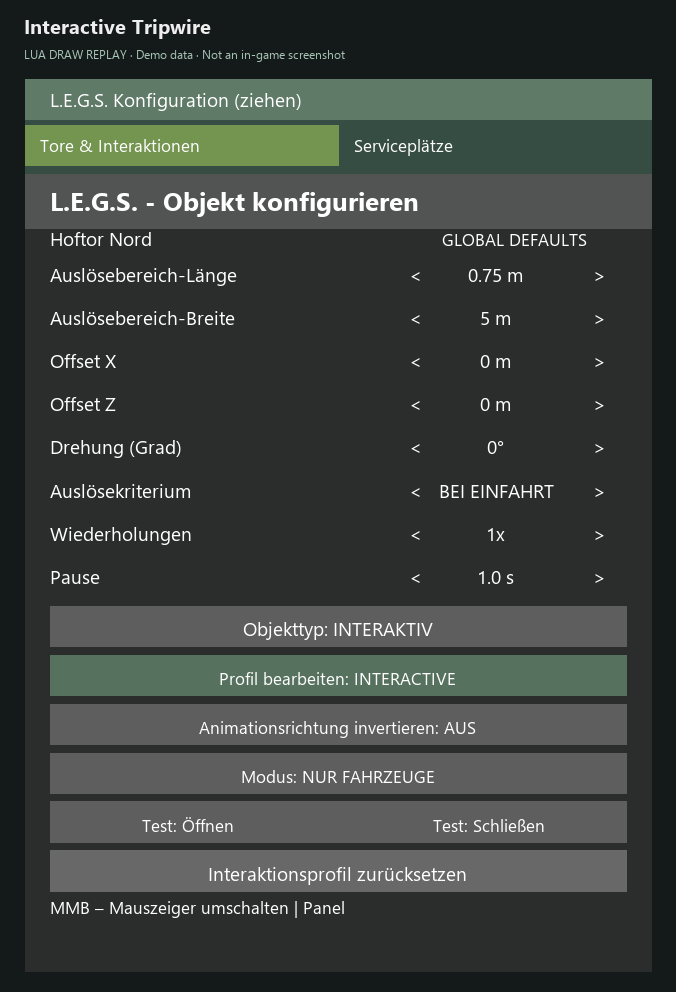 Interactive Tripwire
LUA DRAW REPLAY · Demo data · Not an in-game screenshot
L.E.G.S. Konfiguration (ziehen)
Tore & Interaktionen Serviceplätze
L.E.G.S. - Objekt konfigurieren
Hoftor Nord GLOBAL DEFAULTS
Auslösebereich-Länge < 0.75 m >
Auslösebereich-Breite < 5 m >
Offset X < 0 m >
Offset Z < 0 m >
Drehung (Grad) < 0° >
Auslösekriterium < BEI EINFAHRT >
Wiederholungen < 1x >
Pause < 1.0 s >
Objekttyp: INTERAKTIV
Profil bearbeiten: INTERACTIVE
Animationsrichtung invertieren: AUS
Modus: NUR FAHRZEUGE
Test: Öffnen Test: Schließen
Interaktionsprofil zurücksetzen
MMB – Mauszeiger umschalten | Panel